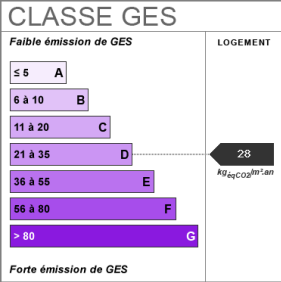 CLASSE GES
Faible émission de GES
LOGEMENT
≤ 5 A
6 à 10 B
11 à 20 C
21 à 35 D
28
kgéqCO2/m².an
36 à 55 E
56 à 80 F
> 80 G
Forte émission de GES